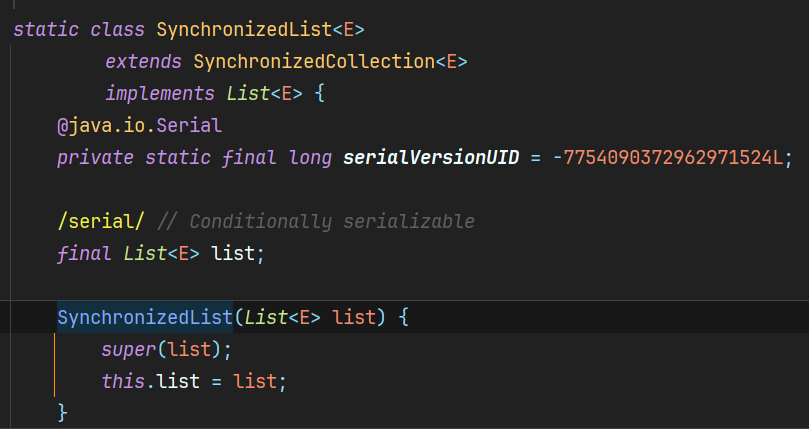 static class SynchronizedList<E>
        extends SynchronizedCollection<E>
        implements List<E> {
    @java.io.Serial
    private static final long serialVersionUID = -7754090372962971524L;

    /serial/ // Conditionally serializable
    final List<E> list;

    SynchronizedList(List<E> list) {
        super(list);
        this.list = list;
    }